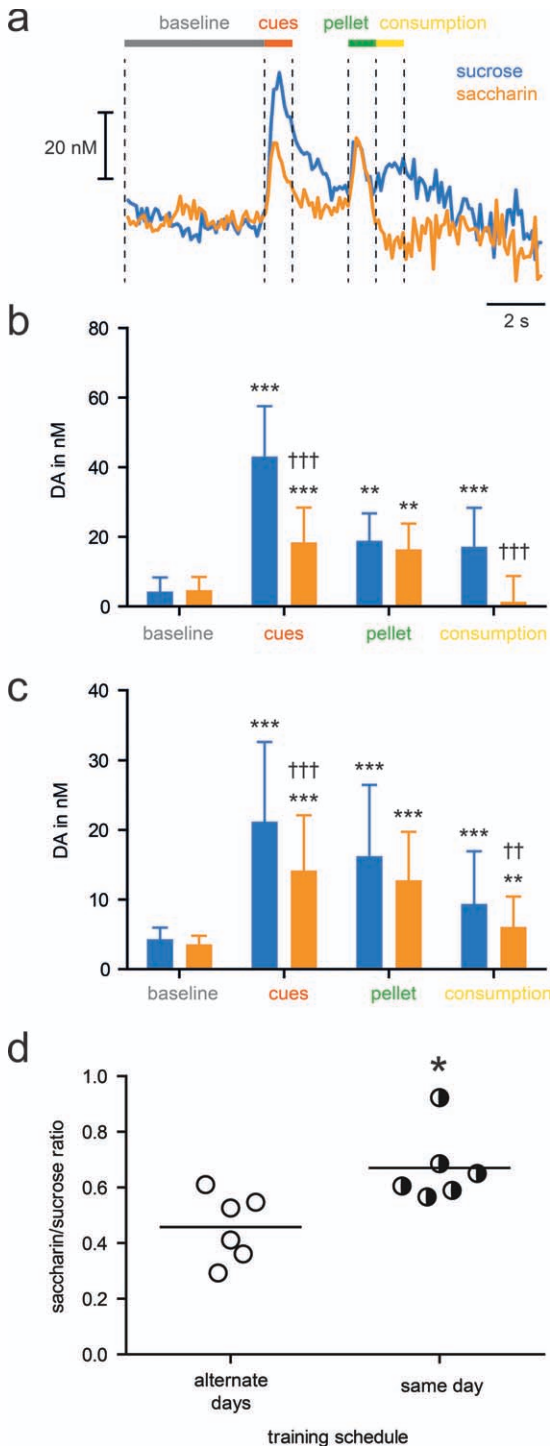 a
baseline cues pellet consumption
sucrose
saccharin
20 nM
2 s
b
80
60
40
20
0
DA in nM
***
†††
***
**
**
***
†††
baseline cues pellet consumption
c
40
30
20
10
0
DA in nM
***
†††
***
***
***
***
††
**
baseline cues pellet consumption
d
1.0
0.8
0.6
0.4
0.2
0.0
saccharin/sucrose ratio
*
alternate
days
same day
training schedule